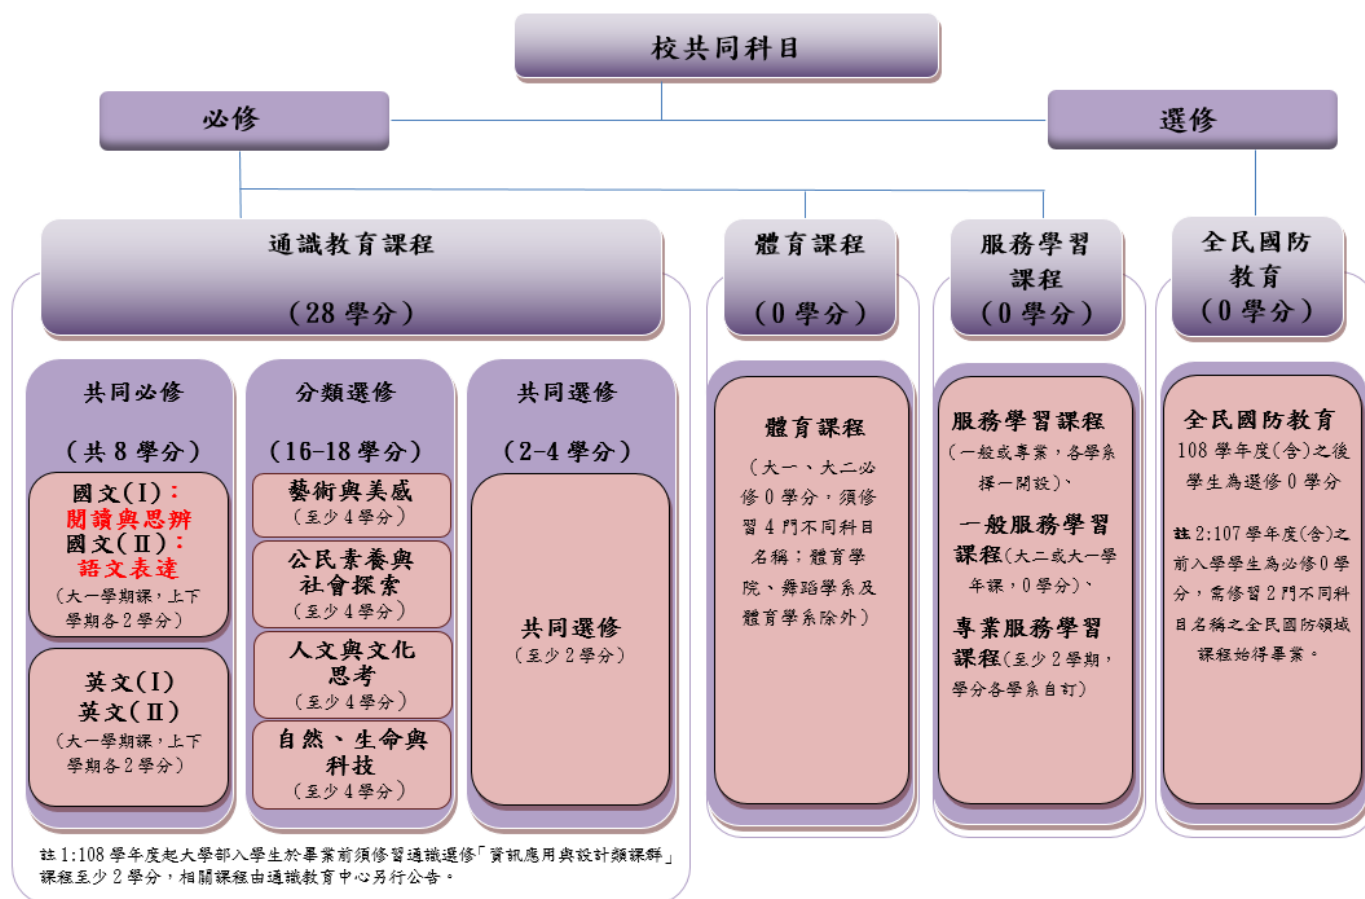 校共同科目
必修
選修
通識教育課程
(28 學分)
共同必修
(共 8 學分)
國文(I)：
閱讀與思辨
國文(Ⅱ)：
語文表達
(大一學期課，上下
學期各 2 學分)
英文(I)
英文(Ⅱ)
(大一學期課，上下
學期各 2 學分)
分類選修
(16-18 學分)
藝術與美感
(至少 4 學分)
公民素養與
社會探索
(至少 4 學分)
人文與文化
思考
(至少 4 學分)
自然、生命與
科技
(至少 4 學分)
共同選修
(2-4 學分)
共同選修
(至少 2 學分)
註 1:108 學年度起大學部入學生於畢業前須修習通識選修「資訊應用與設計類課群」
課程至少 2 學分，相關課程由通識教育中心另行公告。
體育課程
(0 學分)
體育課程
(大一、大二必
修 0 學分，須修
習 4 門不同科目
名稱；體育學
院、舞蹈學系及
體育學系除外)
服務學習
課程
(0 學分)
服務學習課程
(一般或專業，各學系
擇一開設)、
一般服務學習
課程(大二或大一學
年課，0 學分)、
專業服務學習
課程(至少 2 學期，
學分各學系自訂)
全民國防
教育
(0 學分)
全民國防教育
108 學年度(含)之後
學生為選修 0 學分
註 2:107 學年度(含)之
前入學學生為必修 0 學
分，需修習 2 門不同科
目名稱之全民國防領域
課程始得畢業。